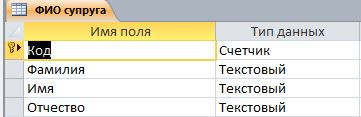 ФИО супруга
Имя поля Тип данных
Код Счетчик
Фамилия Текстовый
Имя Текстовый
Отчество Текстовый